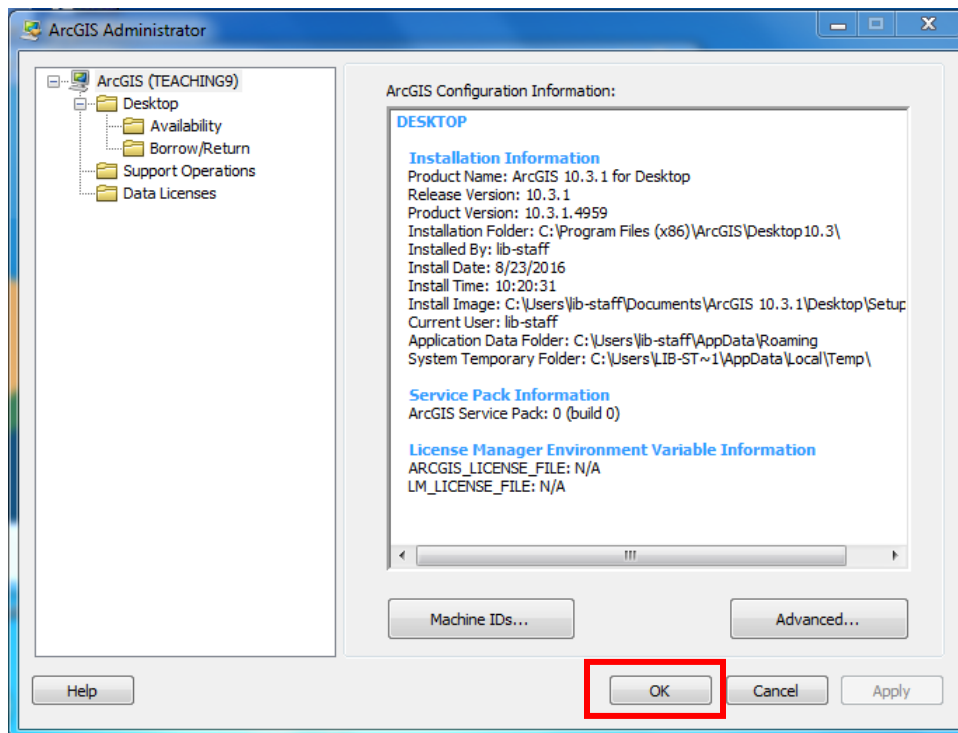 ArcGIS Administrator
ArcGIS (TEACHING9)
Desktop
Availability
Borrow/Return
Support Operations
Data Licenses
ArcGIS Configuration Information:
DESKTOP
Installation Information
Product Name: ArcGIS 10.3.1 for Desktop
Release Version: 10.3.1
Product Version: 10.3.1.4959
Installation Folder: C:\Program Files (x86)\ArcGIS\Desktop10.3\
Installed By: lib-staff
Install Date: 8/23/2016
Install Time: 10:20:31
Install Image: C:\Users\lib-staff\Documents\ArcGIS 10.3.1\Desktop\Setup
Current User: lib-staff
Application Data Folder: C:\Users\lib-staff\AppData\Roaming
System Temporary Folder: C:\Users\LIB-ST~1\AppData\Local\Temp\
Service Pack Information
ArcGIS Service Pack: 0 (build 0)
License Manager Environment Variable Information
ARCGIS_LICENSE_FILE: N/A
LM_LICENSE_FILE: N/A
Machine IDs...
Advanced...
Help
OK
Cancel
Apply